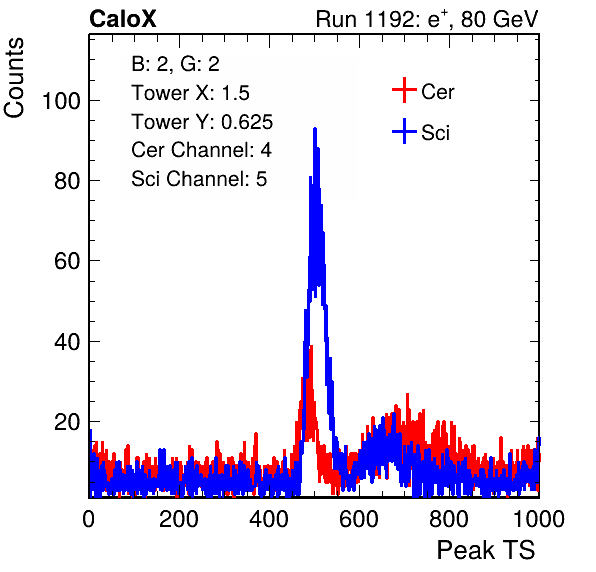 CaloX
Run 1192: e+, 80 GeV
Counts
B: 2, G: 2
Tower X: 1.5
Tower Y: 0.625
Cer Channel: 4
Sci Channel: 5
Cer
Sci
100
80
60
40
20
0 200 400 600 800 1000
Peak TS